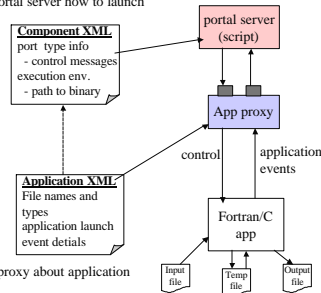 portal server how to launch
Component XML
port type info
- control messages
execution env.
- path to binary
portal server
(script)
App proxy
control
application
events
Application XML
File names and
types
application launch
event detials
Fortran/C
app
proxy about application
Input
file
Temp
file
Output
file